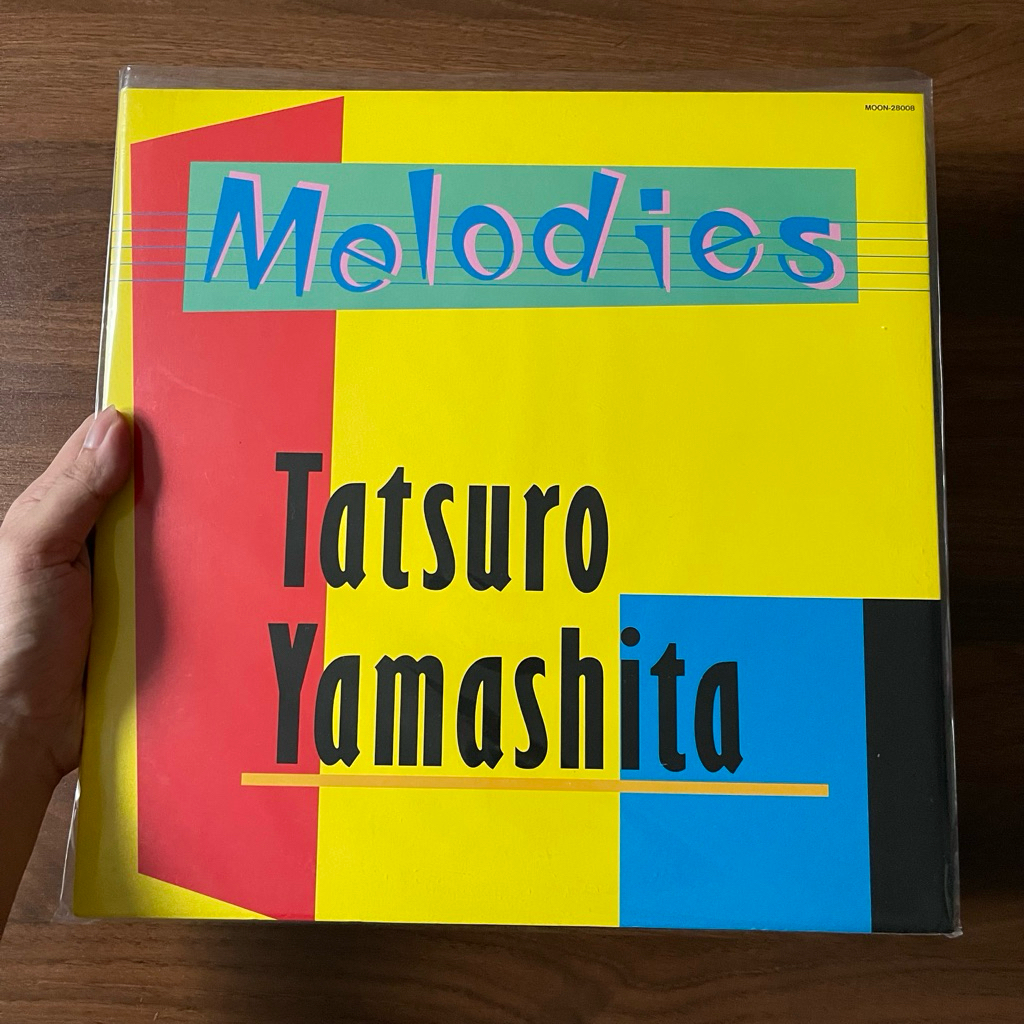 MOON-28008
Melodies
Tatsuro
Yamashita